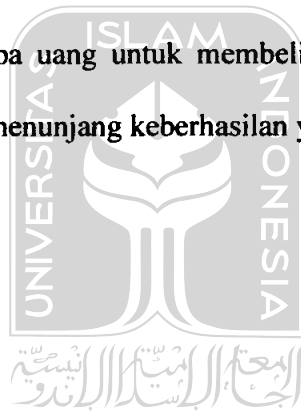 ISLAM
pa uang untuk membeli
menunjang keberhasilan y
UNIVERSITAS
INDONESIA